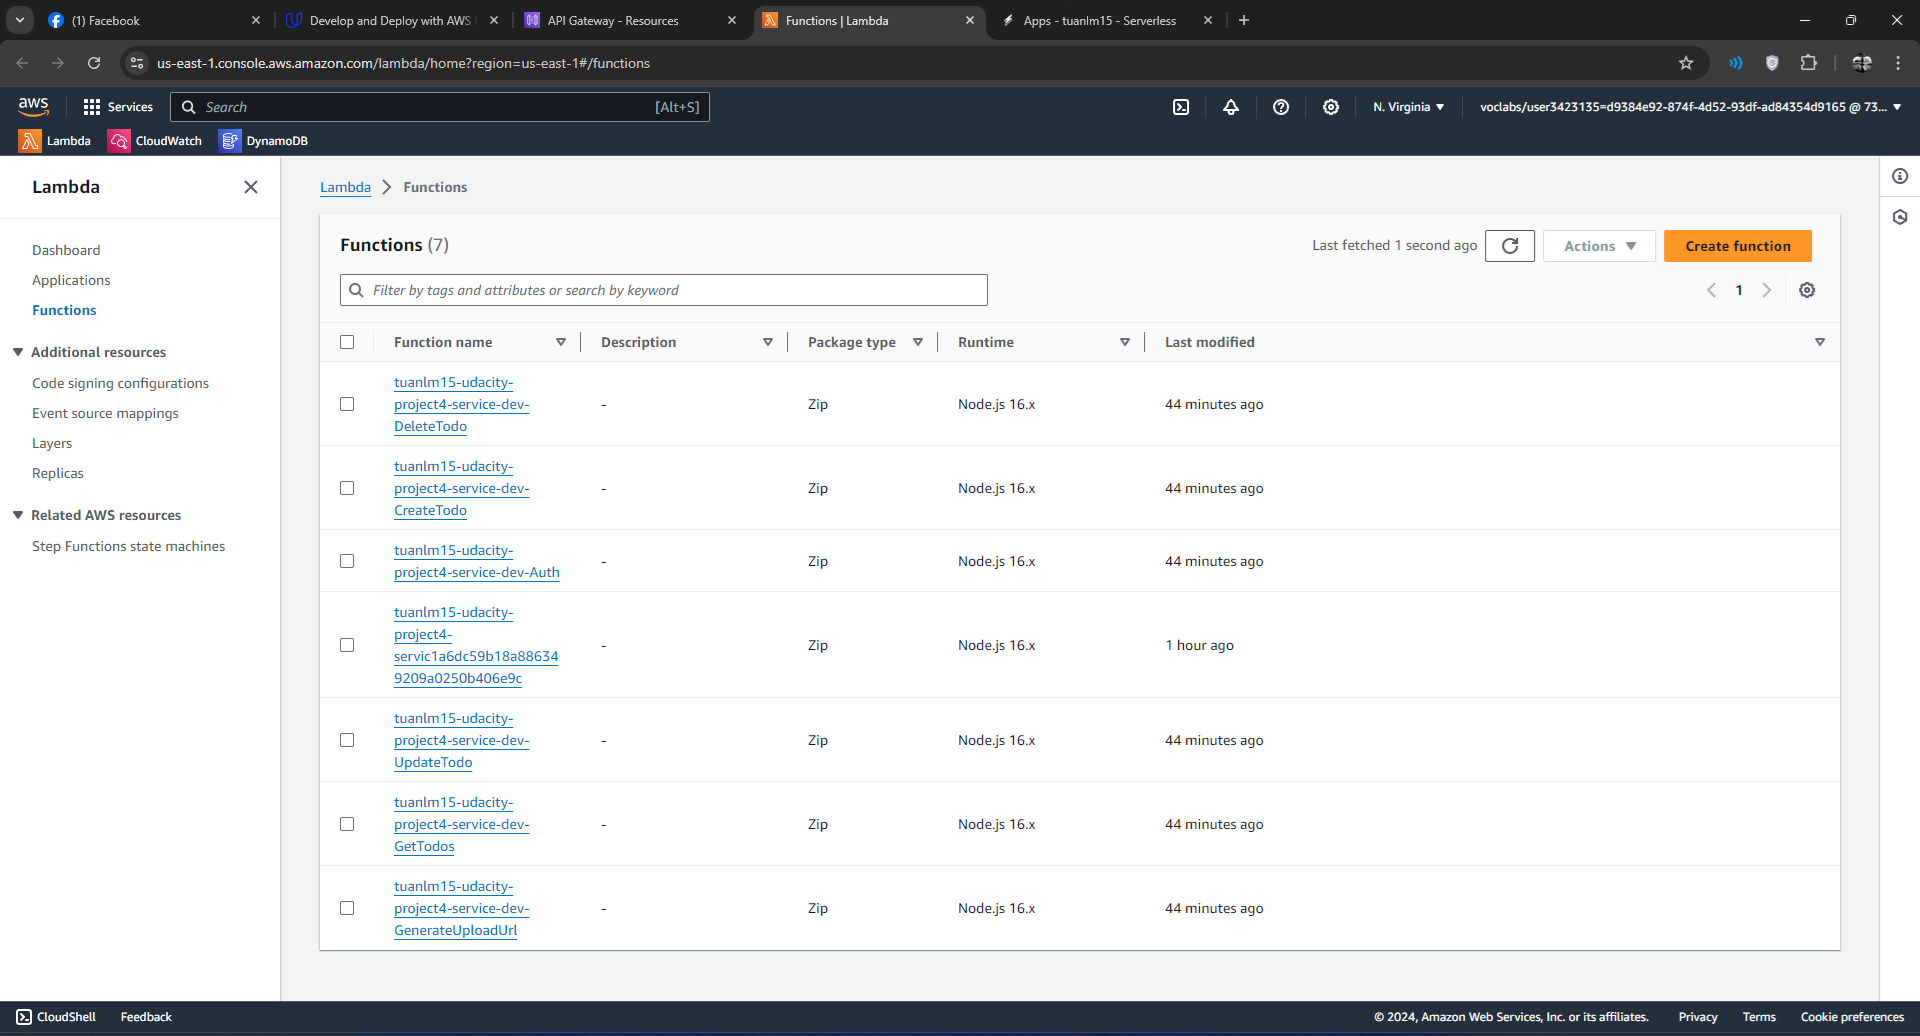 (1) Facebook
Develop and Deploy with AWS
API Gateway - Resources
Functions | Lambda
Apps - tuanlm15 - Serverless
us-east-1.console.aws.amazon.com/lambda/home?region=us-east-1#/functions
aws
Services
Search
[Alt+S]
N. Virginia
voclabs/user3423135=d9384e92-874f-4d52-93df-ad84354d9165 @ 73...
Lambda
CloudWatch
DynamoDB
Lambda
Dashboard
Applications
Functions
Additional resources
Code signing configurations
Event source mappings
Layers
Replicas
Related AWS resources
Step Functions state machines
Lambda > Functions
Functions (7)
Last fetched 1 second ago
Actions
Create function
Filter by tags and attributes or search by keyword
1
Function name
Description
Package type
Runtime
Last modified
tuanlm15-udacity-
project4-service-dev-
DeleteTodo
-
Zip
Node.js 16.x
44 minutes ago
tuanlm15-udacity-
project4-service-dev-
CreateTodo
-
Zip
Node.js 16.x
44 minutes ago
tuanlm15-udacity-
project4-service-dev-Auth
-
Zip
Node.js 16.x
44 minutes ago
tuanlm15-udacity-
project4-
servic1a6dc59b18a88634
9209a0250b406e9c
-
Zip
Node.js 16.x
1 hour ago
tuanlm15-udacity-
project4-service-dev-
UpdateTodo
-
Zip
Node.js 16.x
44 minutes ago
tuanlm15-udacity-
project4-service-dev-
GetTodos
-
Zip
Node.js 16.x
44 minutes ago
tuanlm15-udacity-
project4-service-dev-
GenerateUploadUrl
-
Zip
Node.js 16.x
44 minutes ago
CloudShell
Feedback
© 2024, Amazon Web Services, Inc. or its affiliates.
Privacy
Terms
Cookie preferences